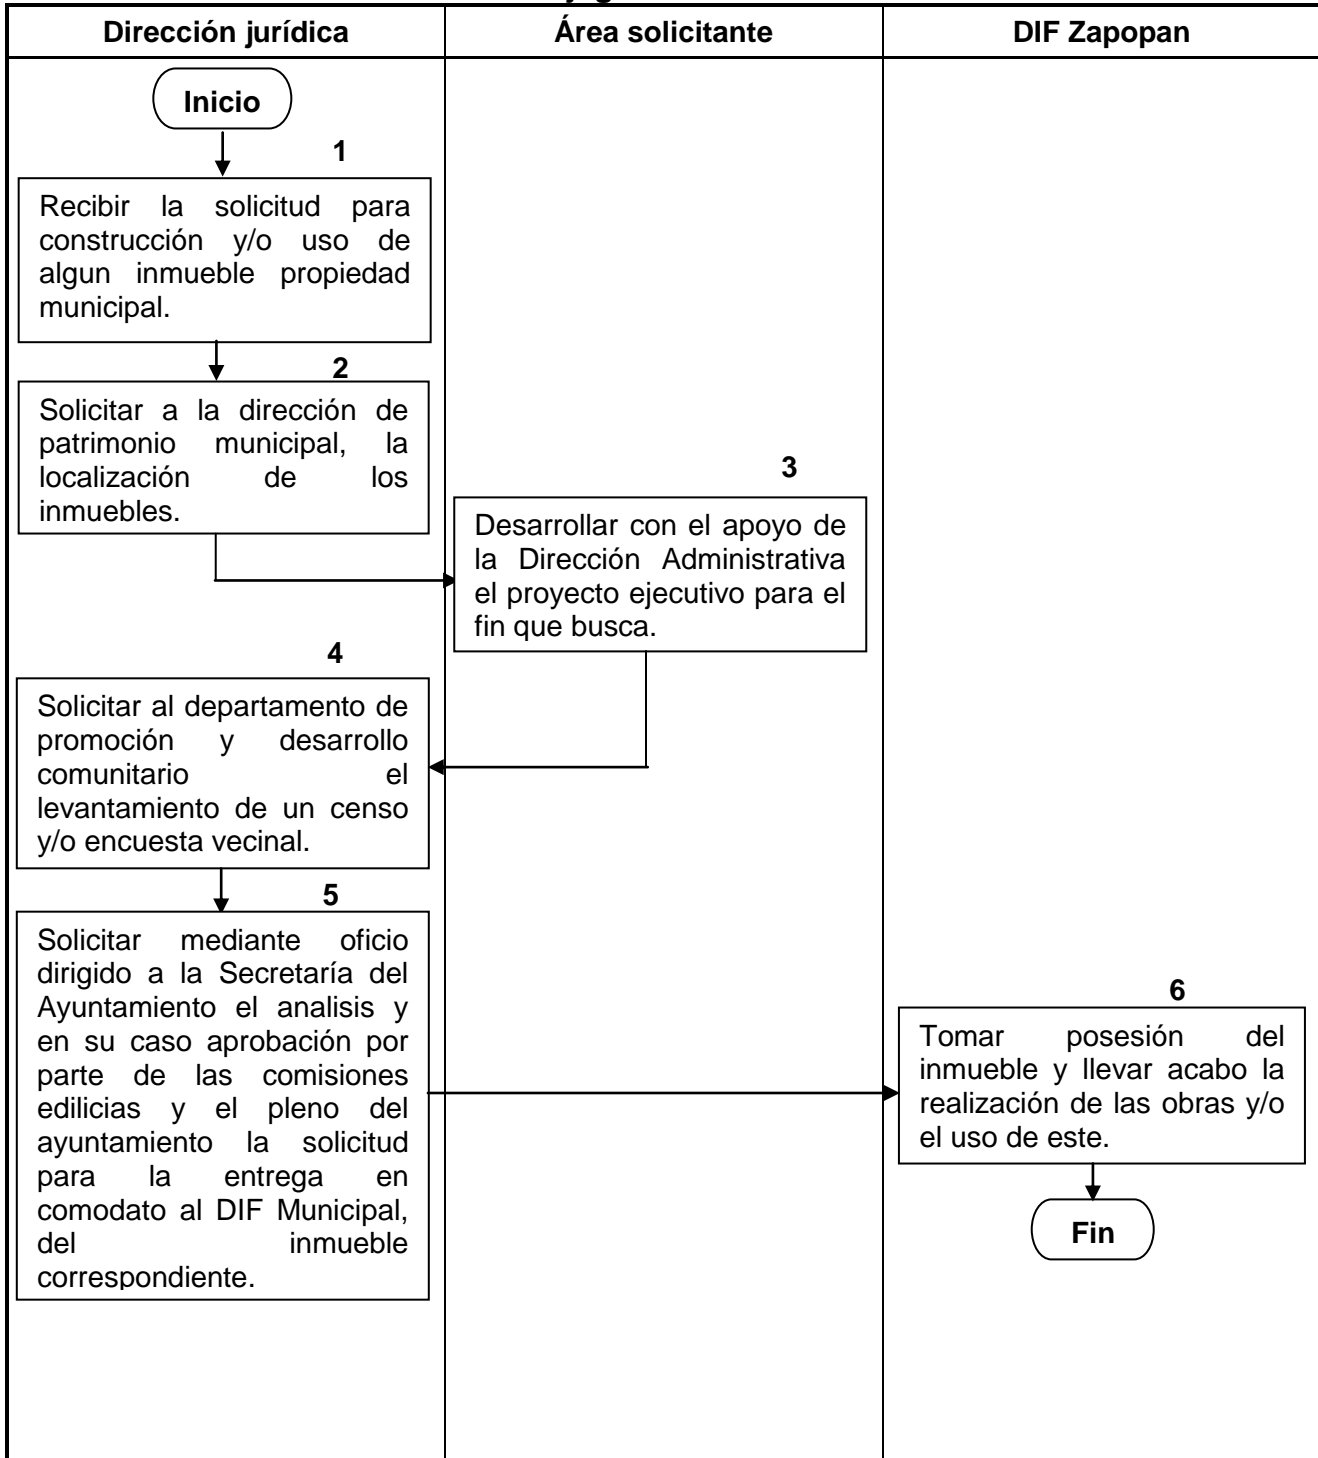 Dirección jurídica
Área solicitante
DIF Zapopan
Inicio
1
Recibir la solicitud para
construcción y/o uso de
algun inmueble propiedad
municipal.
2
Solicitar a la dirección de
patrimonio municipal, la
localización de los
inmuebles.
3
Desarrollar con el apoyo de
la Dirección Administrativa
el proyecto ejecutivo para el
fin que busca.
4
Solicitar al departamento de
promoción y desarrollo
comunitario el
levantamiento de un censo
y/o encuesta vecinal.
5
Solicitar mediante oficio
dirigido a la Secretaría del
Ayuntamiento el analisis y
en su caso aprobación por
parte de las comisiones
edilicias y el pleno del
ayuntamiento la solicitud
para la entrega en
comodato al DIF Municipal,
del inmueble
correspondiente.
6
Tomar posesión del
inmueble y llevar acabo la
realización de las obras y/o
el uso de este.
Fin